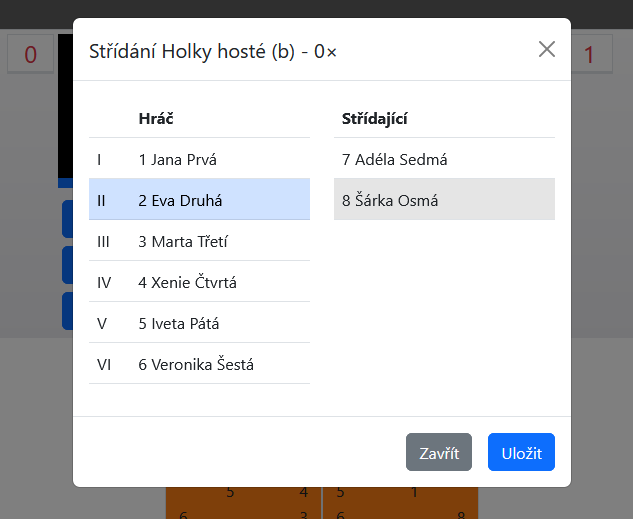 0
1
Střídání Holky hosté (b) - 0×
Hráč
I 1 Jana Prvá
II 2 Eva Druhá
III 3 Marta Třetí
IV 4 Xenie Čtvrtá
V 5 Iveta Pátá
VI 6 Veronika Šestá
Střídající
7 Adéla Sedmá
8 Šárka Osmá
Zavřít Uložit
5 4 5 1
6 3 6 8